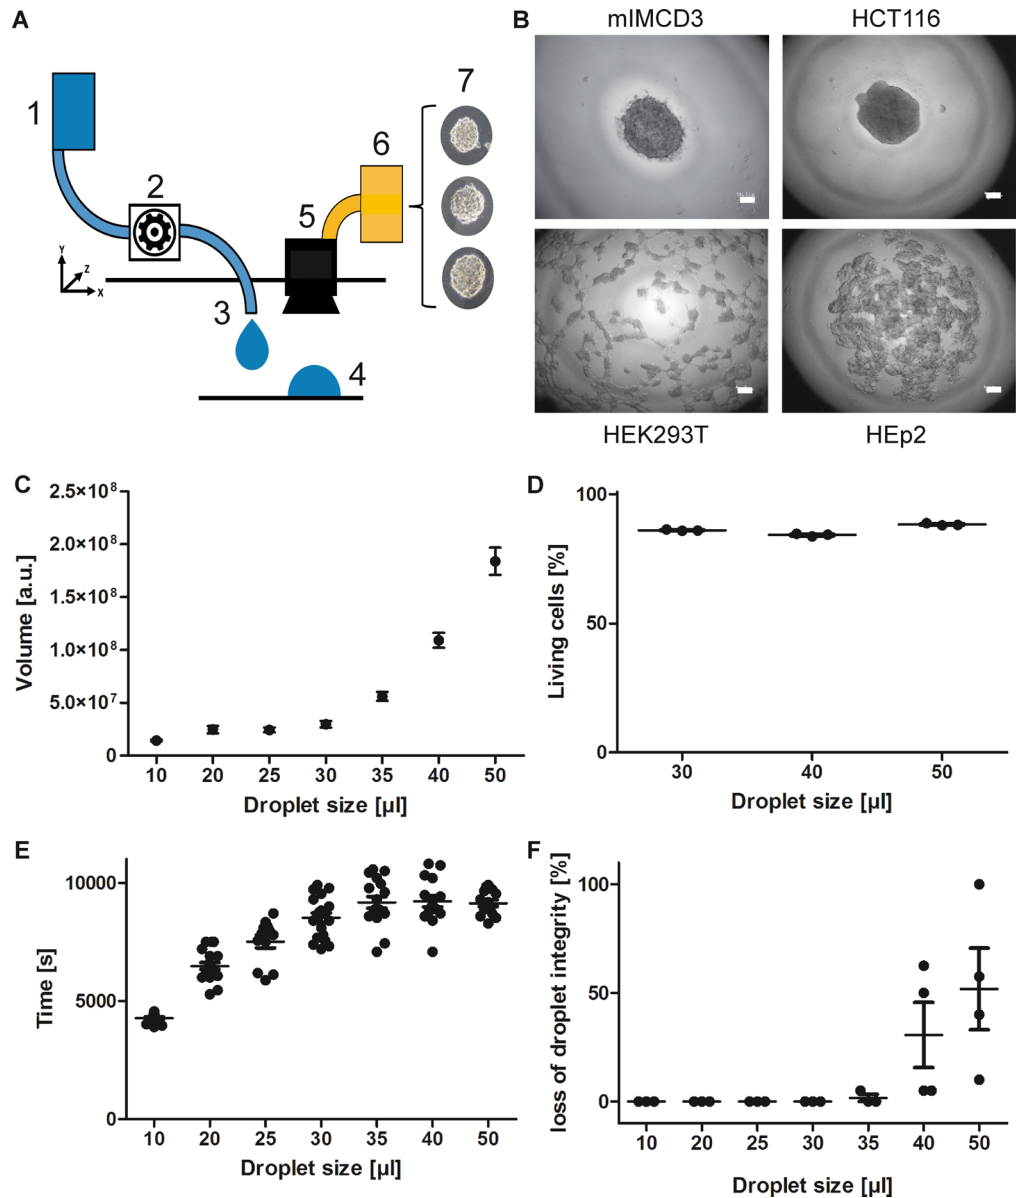 A
1
2
3
4
5
6
7
Y
Z
X
B
mIMCD3
HCT116
HEK293T
HEp2
C
Volume [a.u.]
2.5×10⁸
2.0×10⁸
1.5×10⁸
1.0×10⁸
5.0×10⁷
0
10 20 25 30 35 40 50
Droplet size [µl]
D
Living cells [%]
100
50
0
30 40 50
Droplet size [µl]
E
Time [s]
10000
5000
0
10 20 25 30 35 40 50
Droplet size [µl]
F
loss of droplet integrity [%]
100
50
0
10 20 25 30 35 40 50
Droplet size [µl]